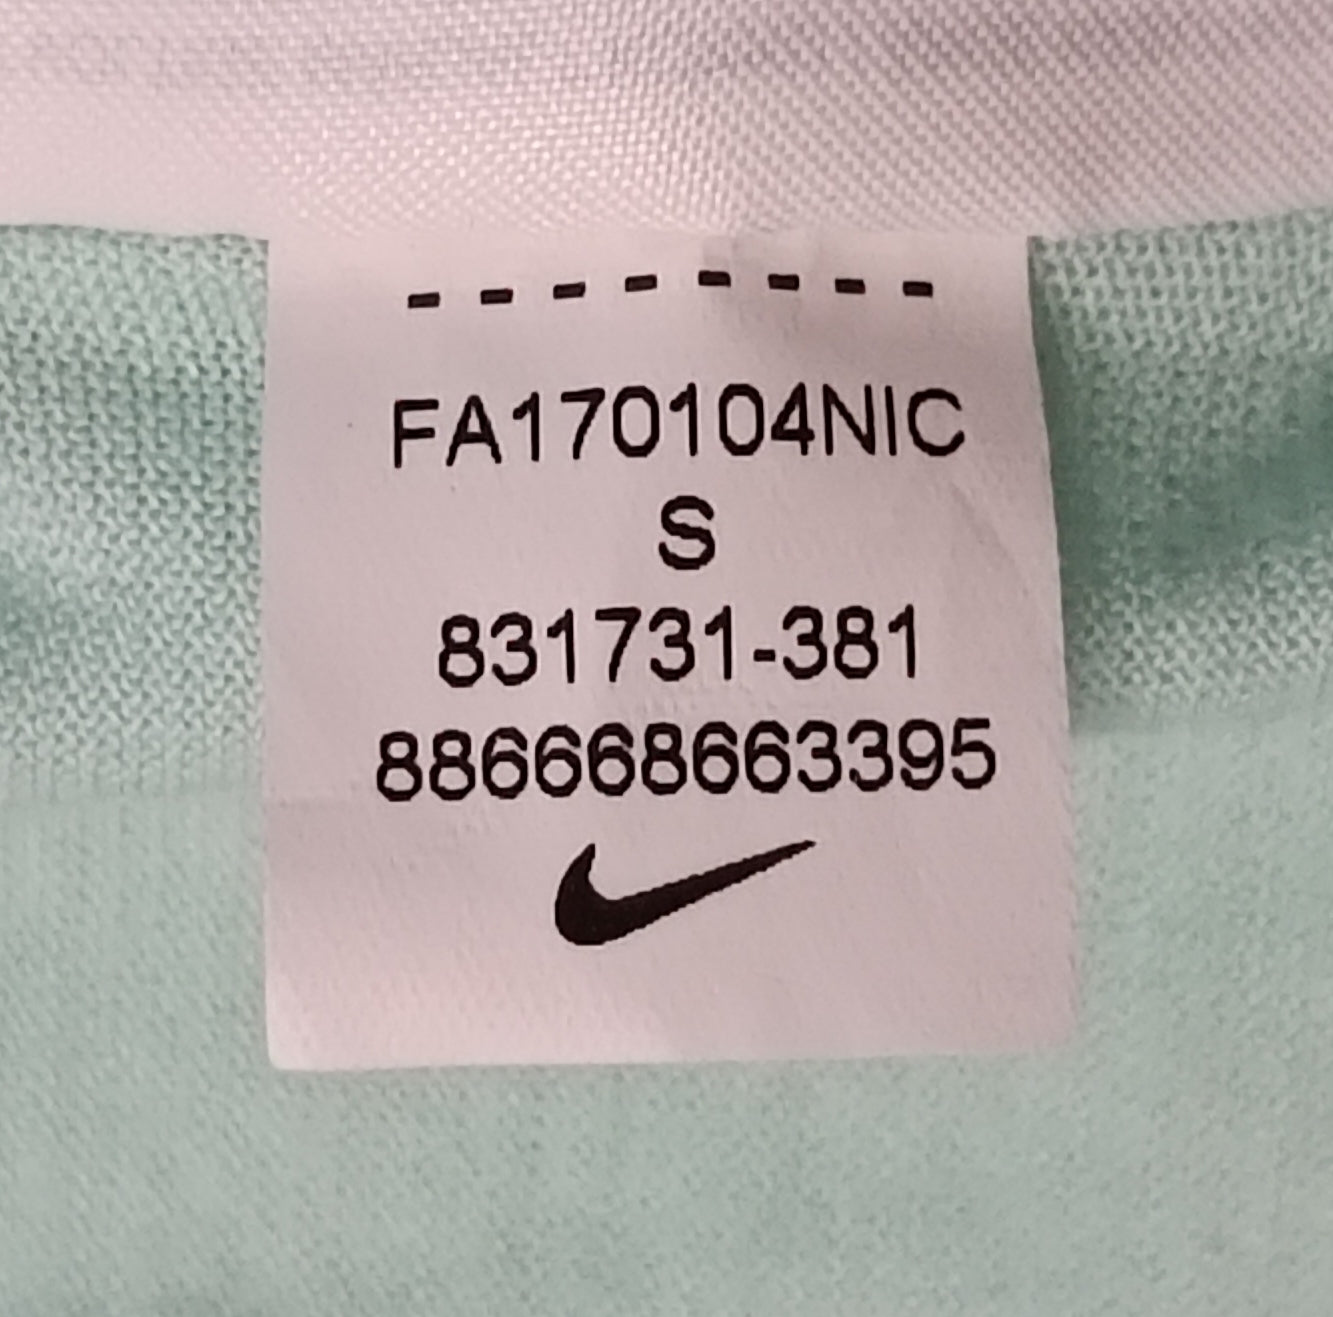 - - - - - - - -
FA170104NIC
S
831731-381
886668663395